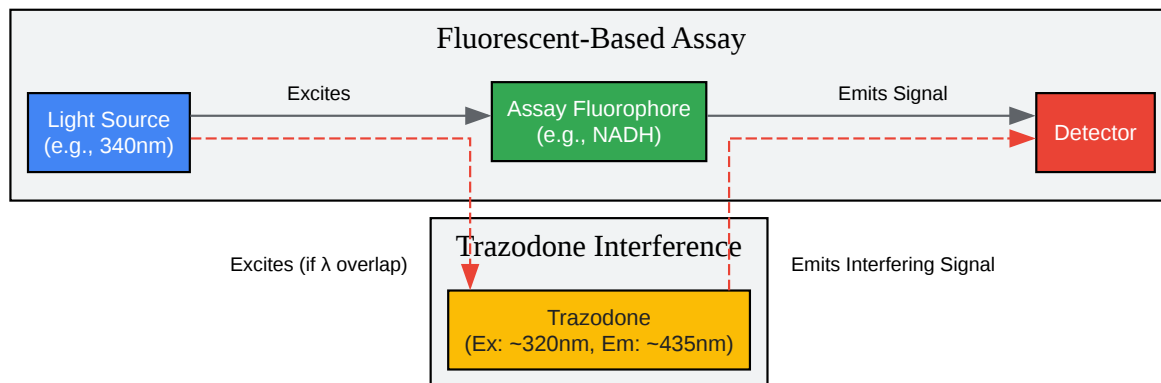 Fluorescent-Based Assay
Excites
Emits Signal
Light Source
(e.g., 340nm)
Assay Fluorophore
(e.g., NADH)
Detector
Trazodone Interference
Excites (if λ overlap)
Emits Interfering Signal
Trazodone
(Ex: ~320nm, Em: ~435nm)